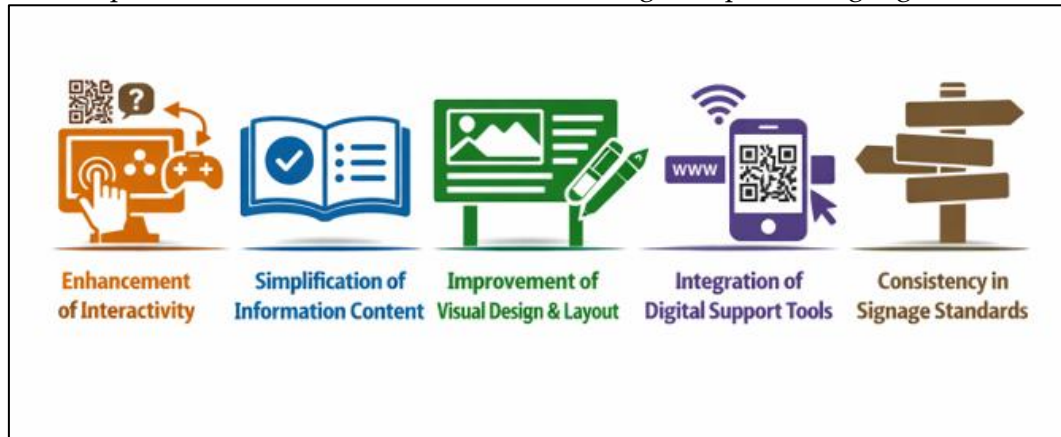 ?
www
Enhancement
of Interactivity
Simplification of
Information Content
Improvement of
Visual Design & Layout
Integration of
Digital Support Tools
Consistency in
Signage Standards